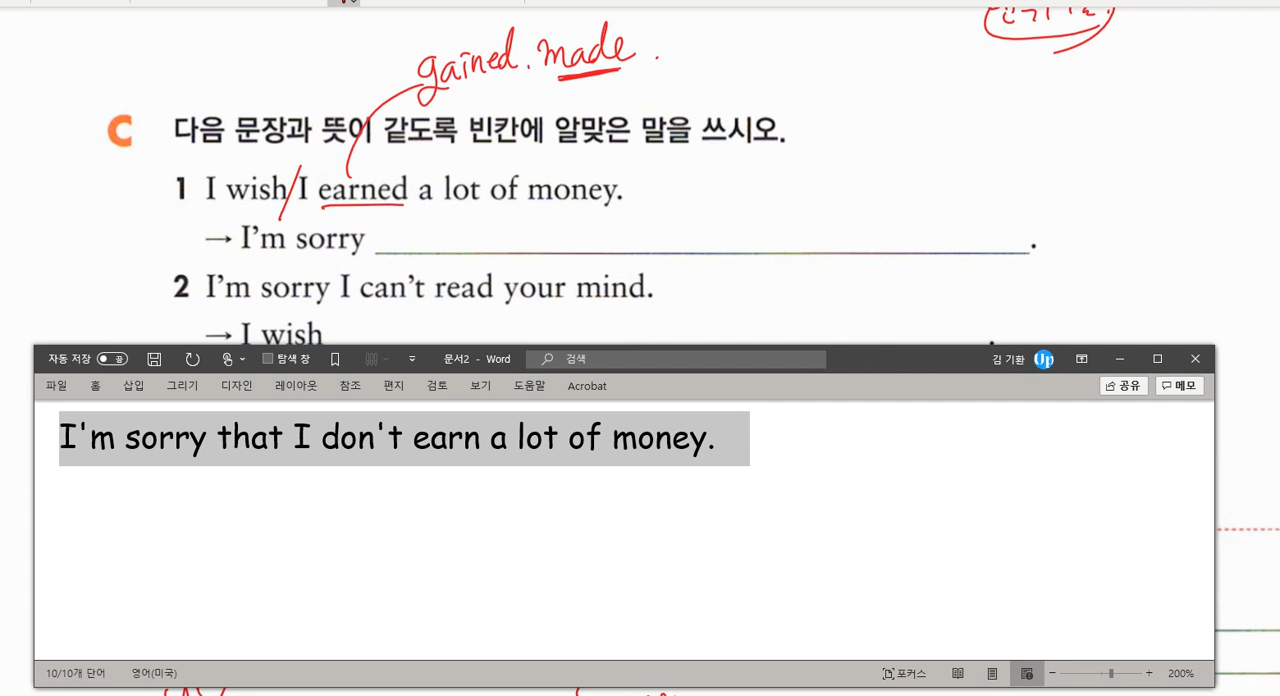 gained. made.
C 다음 문장과 뜻이 같도록 빈칸에 알맞은 말을 쓰시오.
1 I wish/I earned a lot of money.
→ I'm sorry ____.
2 I'm sorry I can't read your mind.
→ I wish
자동 저장 끔 탐색 창 문서2 - Word 검색 김 기환 Up
파일 홈 삽입 그리기 디자인 레이아웃 참조 편지 검토 보기 도움말 Acrobat 공유 메모
I'm sorry that I don't earn a lot of money.
10/10개 단어 영어(미국) 포커스 - + 200%